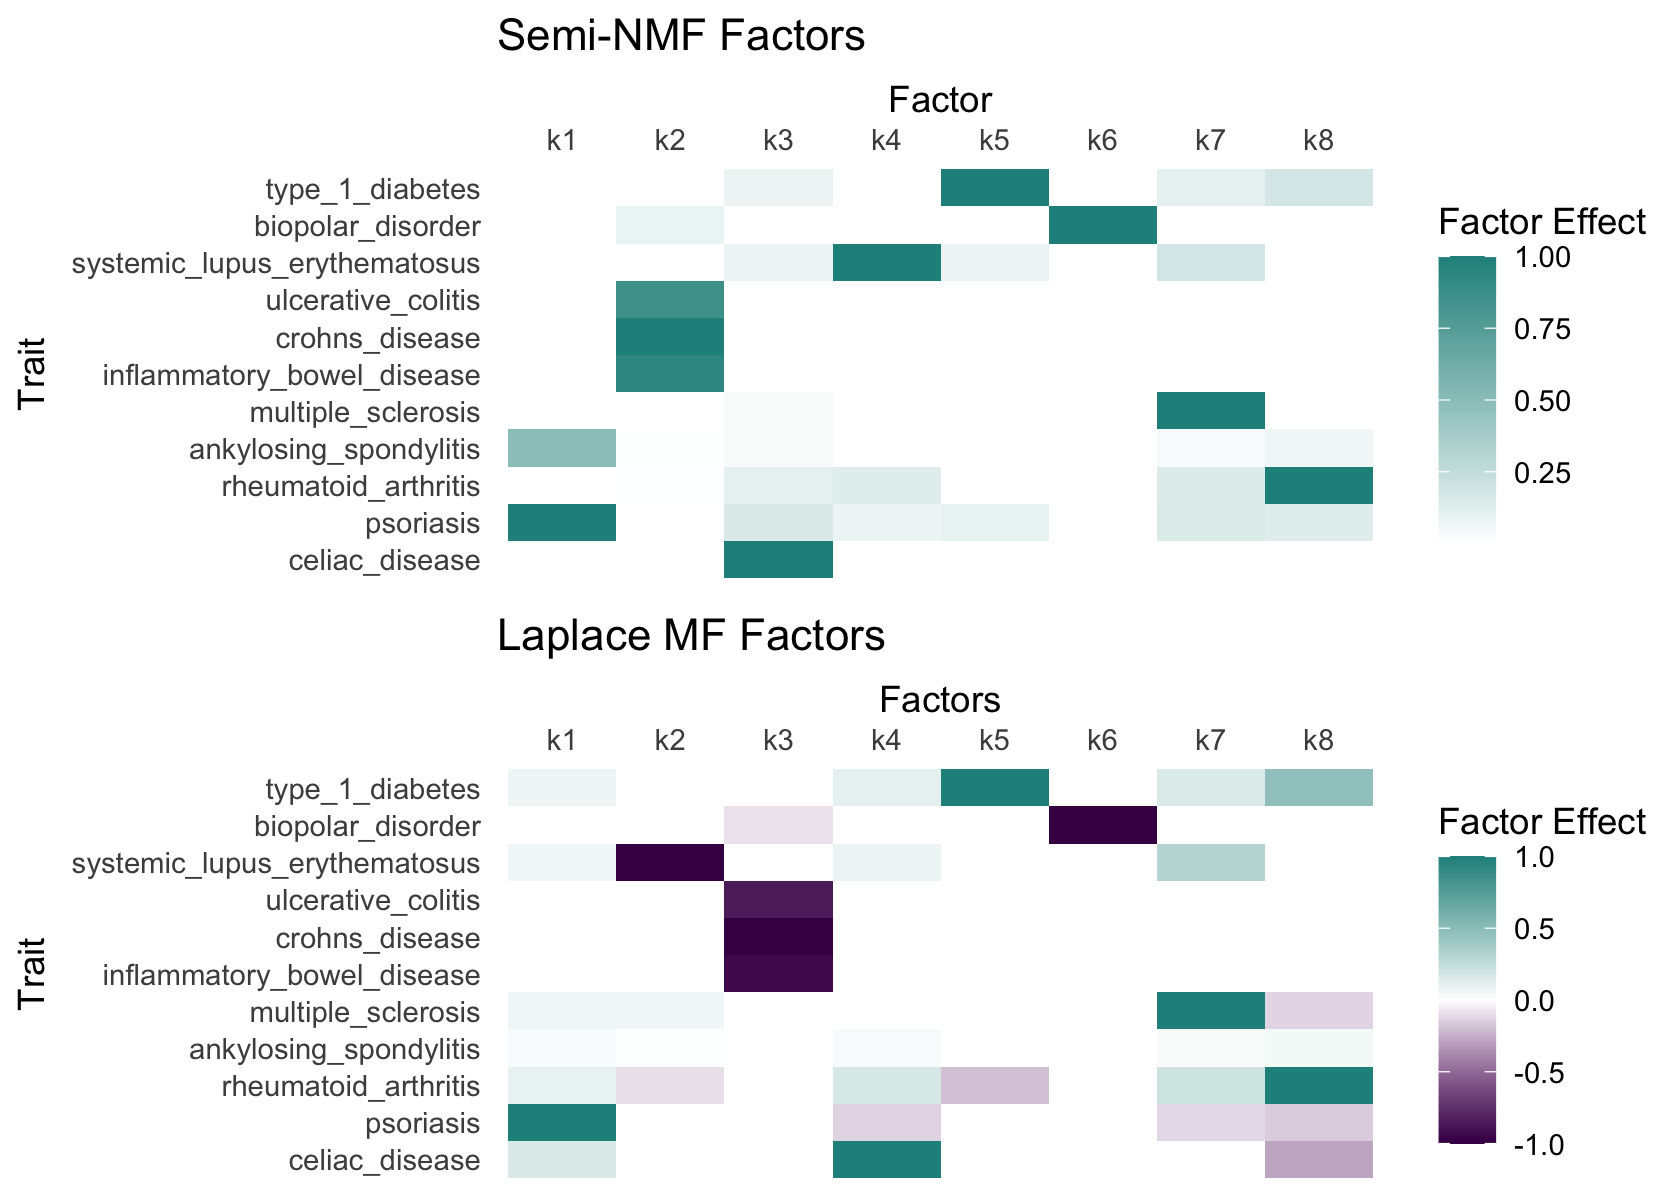 Semi-NMF Factors
Factor
k1 k2 k3 k4 k5 k6 k7 k8
Trait
type_1_diabetes
biopolar_disorder
systemic_lupus_erythematosus
ulcerative_colitis
crohns_disease
inflammatory_bowel_disease
multiple_sclerosis
ankylosing_spondylitis
rheumatoid_arthritis
psoriasis
celiac_disease
Factor Effect
1.00
0.75
0.50
0.25
Laplace MF Factors
Factors
k1 k2 k3 k4 k5 k6 k7 k8
Trait
type_1_diabetes
biopolar_disorder
systemic_lupus_erythematosus
ulcerative_colitis
crohns_disease
inflammatory_bowel_disease
multiple_sclerosis
ankylosing_spondylitis
rheumatoid_arthritis
psoriasis
celiac_disease
Factor Effect
1.0
0.5
0.0
-0.5
-1.0